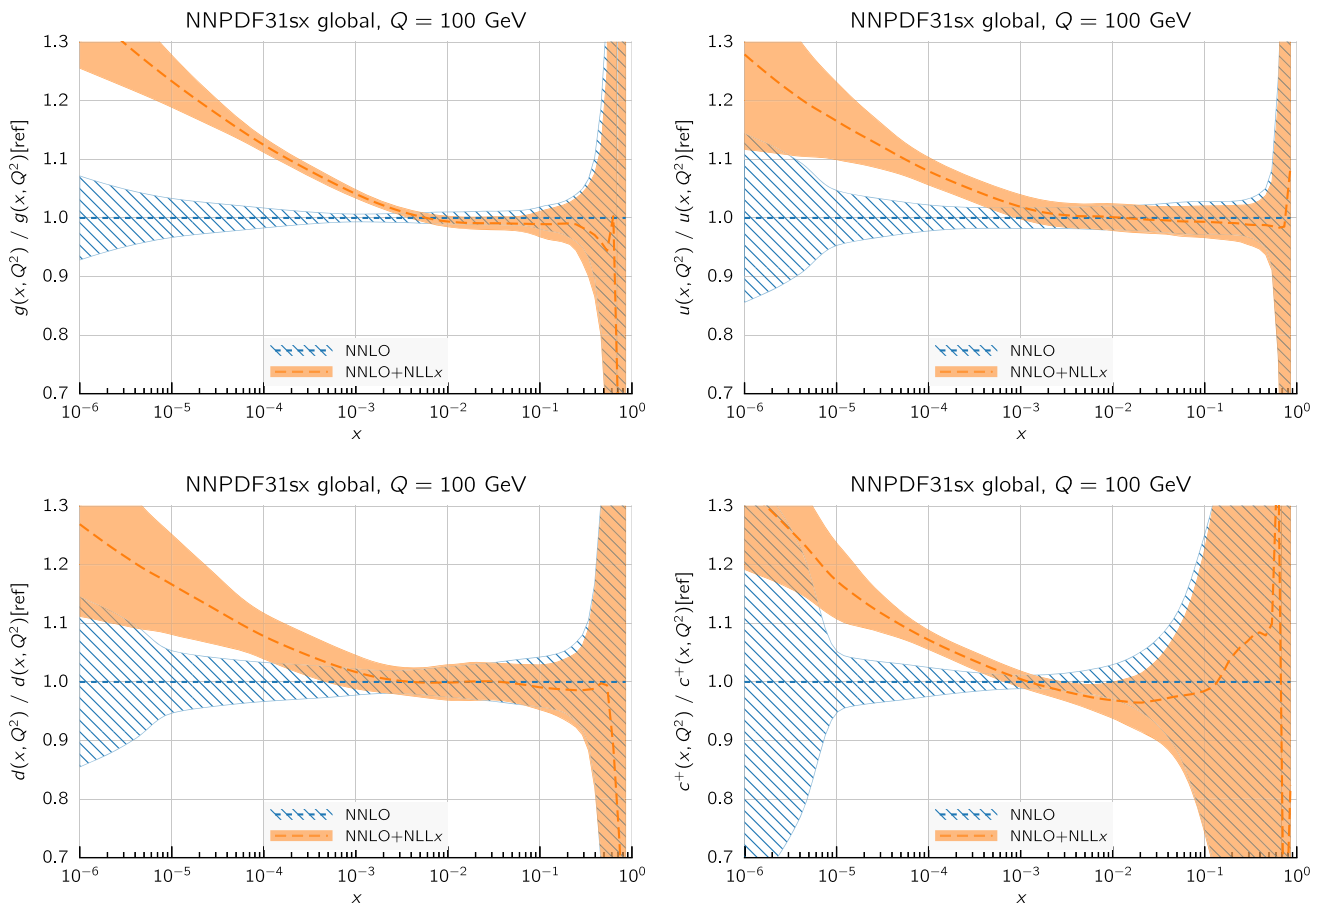 NNPDF31sx global, Q = 100 GeV
g(x, Q²) / g(x, Q²)[ref]
1.3
1.2
1.1
1.0
0.9
0.8
0.7
NNLO
NNLO+NLLx
10⁻⁶ 10⁻⁵ 10⁻⁴ 10⁻³ 10⁻² 10⁻¹ 10⁰
x
NNPDF31sx global, Q = 100 GeV
u(x, Q²) / u(x, Q²)[ref]
1.3
1.2
1.1
1.0
0.9
0.8
0.7
NNLO
NNLO+NLLx
10⁻⁶ 10⁻⁵ 10⁻⁴ 10⁻³ 10⁻² 10⁻¹ 10⁰
x
NNPDF31sx global, Q = 100 GeV
d(x, Q²) / d(x, Q²)[ref]
1.3
1.2
1.1
1.0
0.9
0.8
0.7
NNLO
NNLO+NLLx
10⁻⁶ 10⁻⁵ 10⁻⁴ 10⁻³ 10⁻² 10⁻¹ 10⁰
x
NNPDF31sx global, Q = 100 GeV
c⁺(x, Q²) / c⁺(x, Q²)[ref]
1.3
1.2
1.1
1.0
0.9
0.8
0.7
NNLO
NNLO+NLLx
10⁻⁶ 10⁻⁵ 10⁻⁴ 10⁻³ 10⁻² 10⁻¹ 10⁰
x